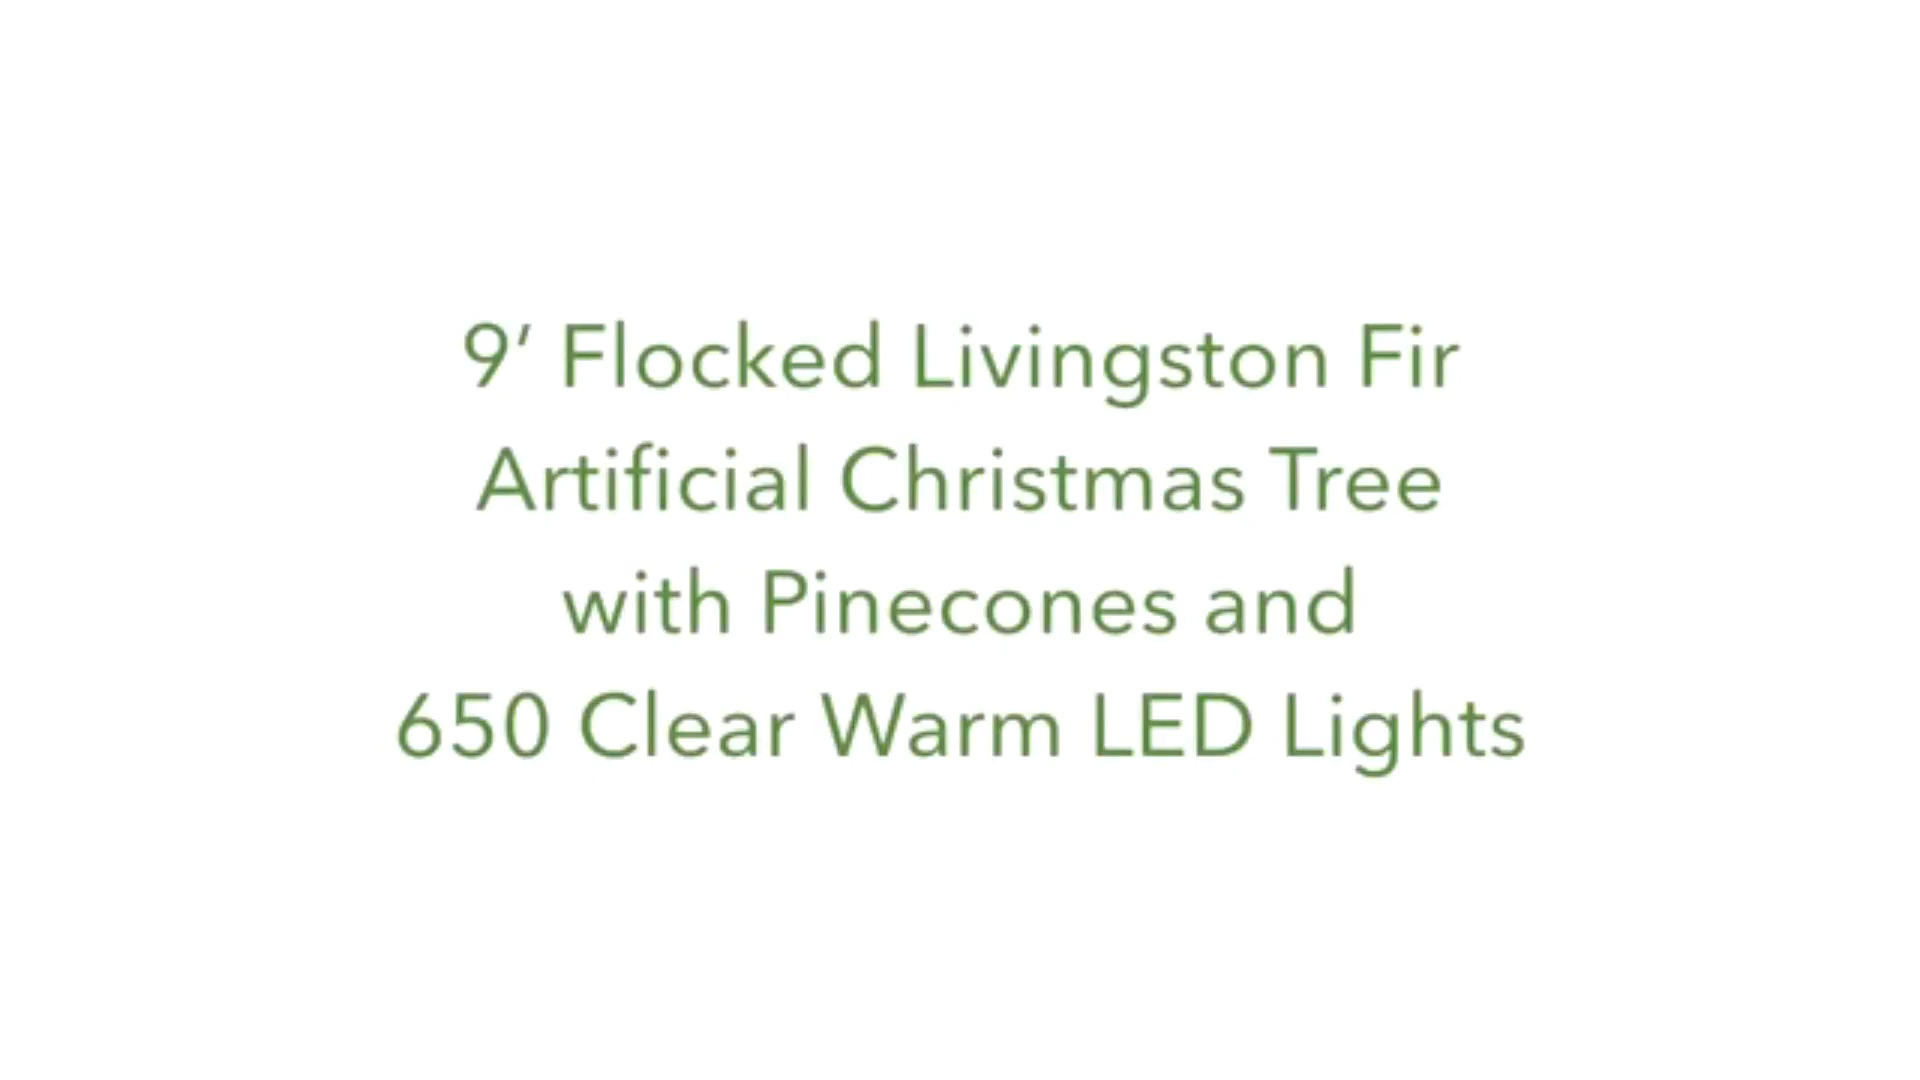 9’ Flocked Livingston Fir
Artificial Christmas Tree
with Pinecones and
650 Clear Warm LED Lights